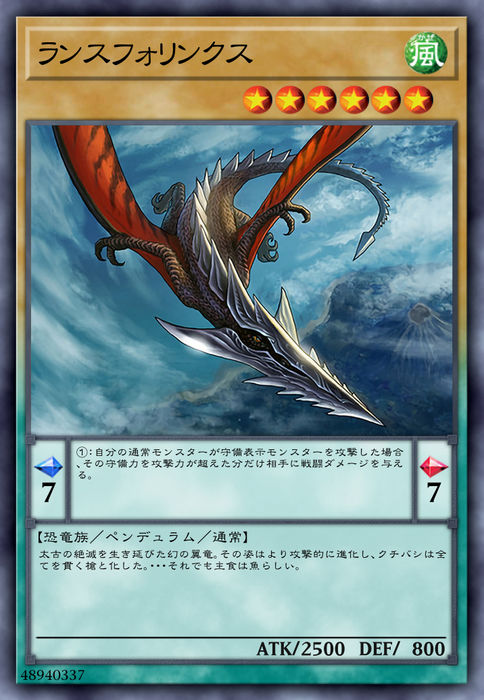 ランスフォリンクス
かぜ
風
①：自分の通常モンスターが守備表示モンスターを攻撃した場合
、その守備力を攻撃力が超えた分だけ相手に戦闘ダメージを与え
る。
7
7
【恐竜族／ペンデュラム／通常】
太古の絶滅を生き延びた幻の翼竜。その姿はより攻撃的に進化し、クチバシは全
てを貫く槍と化した。・・・それでも主食は魚らしい。
ATK/2500 DEF/ 800
48940337